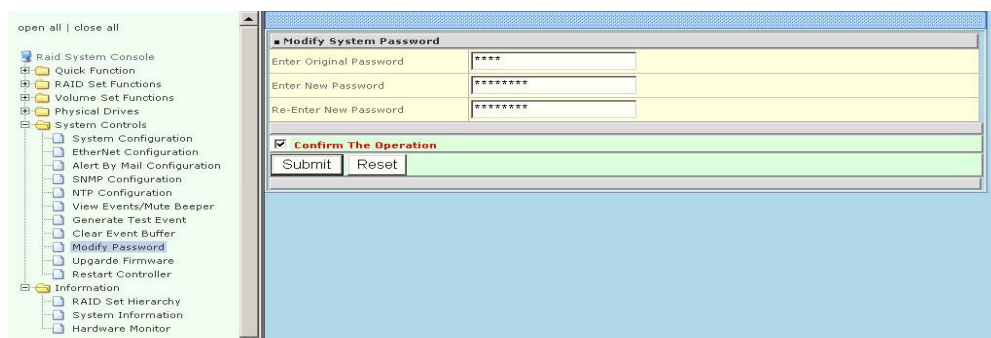 open all | close all
Raid System Console
Quick Function
RAID Set Functions
Volume Set Functions
Physical Drives
System Controls
System Configuration
EtherNet Configuration
Alert By Mail Configuration
SNMP Configuration
NTP Configuration
View Events/Mute Beeper
Generate Test Event
Clear Event Buffer
Modify Password
Upgarde Firmware
Restart Controller
Information
RAID Set Hierarchy
System Information
Hardware Monitor
Modify System Password
Enter Original Password ****
Enter New Password ********
Re-Enter New Password ********
Confirm The Operation
Submit Reset